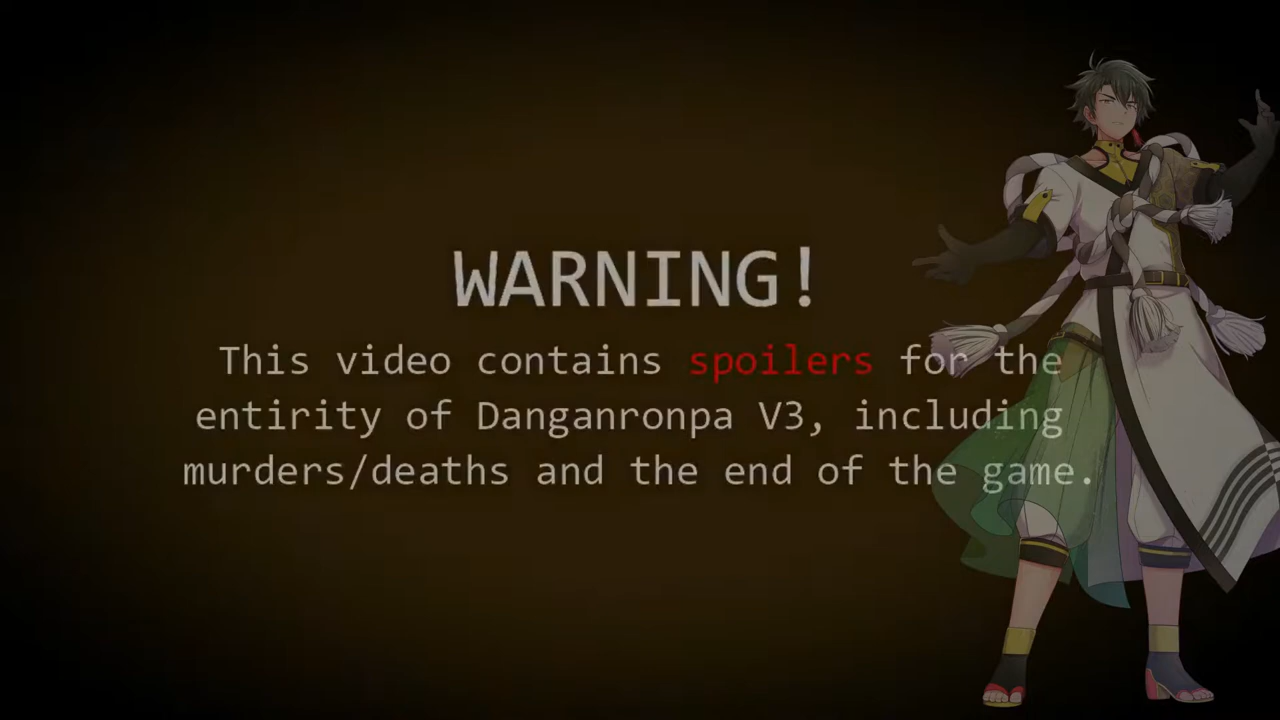 WARNING!
This video contains spoilers for the
entirity of Danganronpa V3, including
murders/deaths and the end of the game.